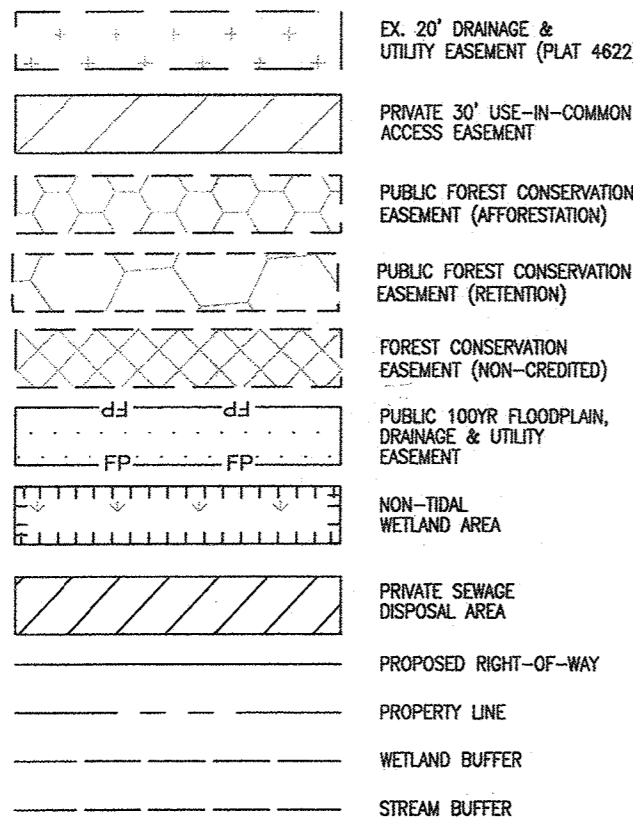 EX. 20' DRAINAGE &
UTILITY EASEMENT (PLAT 4622)
PRIVATE 30' USE-IN-COMMON
ACCESS EASEMENT
PUBLIC FOREST CONSERVATION
EASEMENT (AFFORESTATION)
PUBLIC FOREST CONSERVATION
EASEMENT (RETENTION)
FOREST CONSERVATION
EASEMENT (NON-CREDITED)
FP FP
PUBLIC 100YR FLOODPLAIN,
DRAINAGE & UTILITY
EASEMENT
FP FP
NON-TIDAL
WETLAND AREA
PRIVATE SEWAGE
DISPOSAL AREA
PROPOSED RIGHT-OF-WAY
PROPERTY LINE
WETLAND BUFFER
STREAM BUFFER